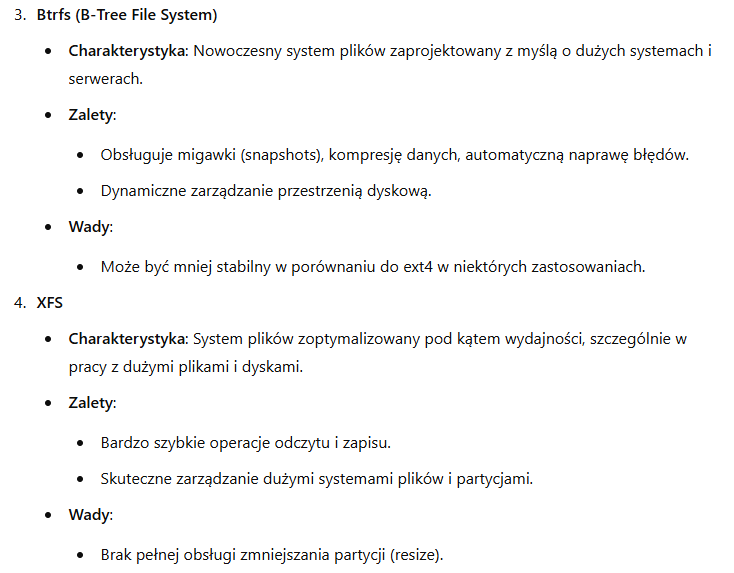 3. Btrfs (B-Tree File System)
• Charakterystyka: Nowoczesny system plików zaprojektowany z myślą o dużych systemach i
serwerach.
• Zalety:
• Obsługuje migawki (snapshots), kompresję danych, automatyczną naprawę błędów.
• Dynamiczne zarządzanie przestrzenią dyskową.
• Wady:
• Może być mniej stabilny w porównaniu do ext4 w niektórych zastosowaniach.
4. XFS
• Charakterystyka: System plików zoptymalizowany pod kątem wydajności, szczególnie w
pracy z dużymi plikami i dyskami.
• Zalety:
• Bardzo szybkie operacje odczytu i zapisu.
• Skuteczne zarządzanie dużymi systemami plików i partycjami.
• Wady:
• Brak pełnej obsługi zmniejszania partycji (resize).